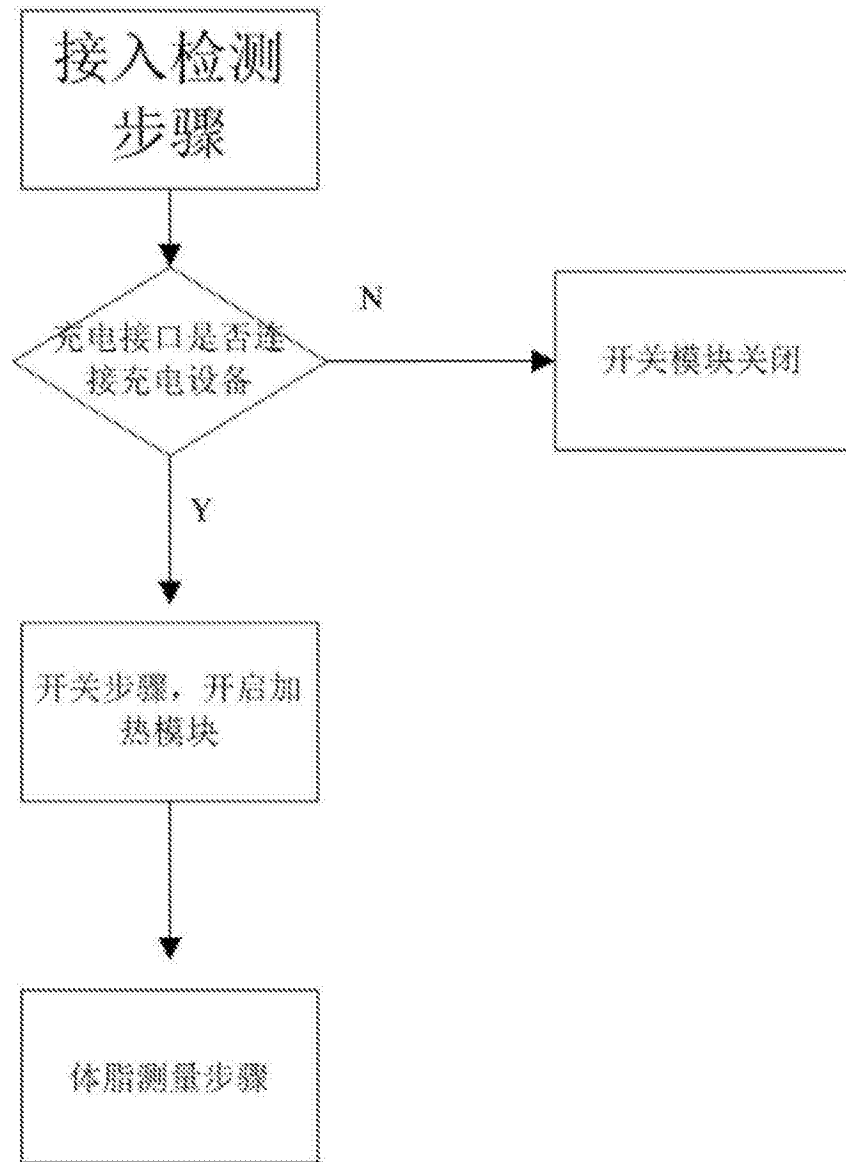 接入检测
步骤
充电接口是否连
接充电设备
N
开关模块关闭
Y
开关步骤，开启加
热模块
体脂测量步骤